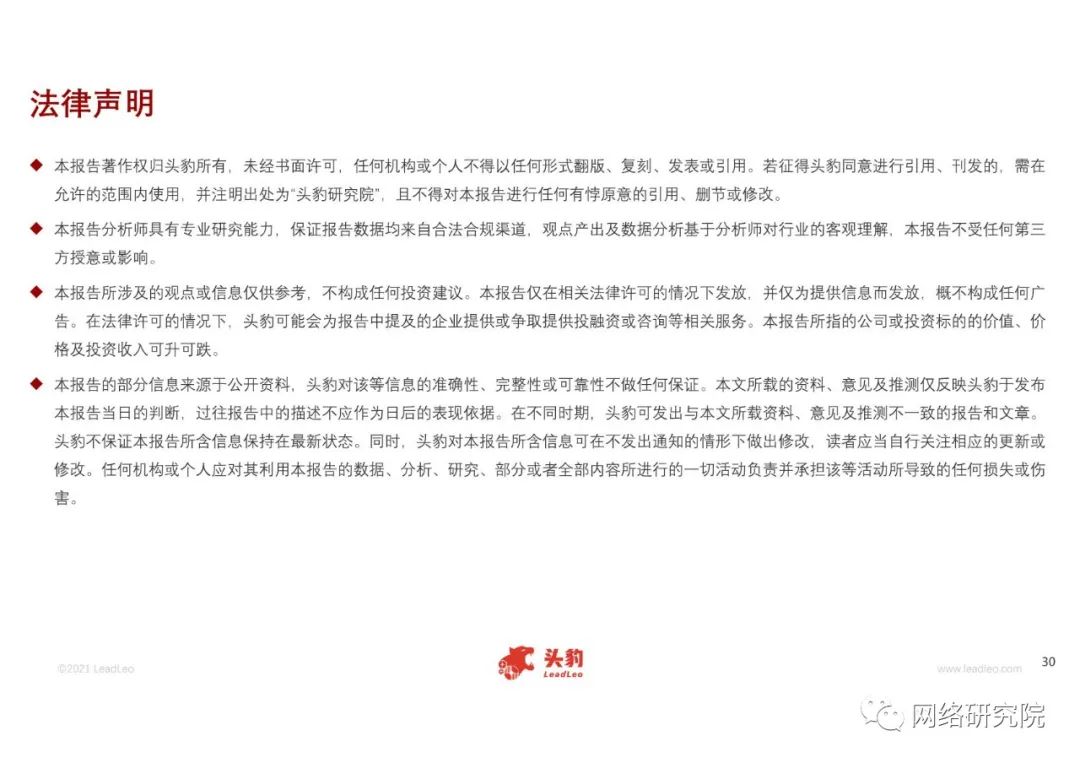 法律声明
◆ 本报告著作权归头豹所有，未经书面许可，任何机构或个人不得以任何形式翻版、复刻、发表或引用。若征得头豹同意进行引用、刊发的，需在
允许的范围内使用，并注明出处为“头豹研究院”，且不得对本报告进行任何有悖原意的引用、删节或修改。
◆ 本报告分析师具有专业研究能力，保证报告数据均来自合法合规渠道，观点产出及数据分析基于分析师对行业的客观理解，本报告不受任何第三
方授意或影响。
◆ 本报告所涉及的观点或信息仅供参考，不构成任何投资建议。本报告仅在相关法律许可的情况下发放，并仅为提供信息而发放，概不构成任何广
告。在法律许可的情况下，头豹可能会为报告中提及的企业提供或争取提供投融资或咨询等相关服务。本报告所指的公司或投资标的的价值、价
格及投资收入可升可跌。
◆ 本报告的部分信息来源于公开资料，头豹对该等信息的准确性、完整性或可靠性不做任何保证。本文所载的资料、意见及推测仅反映头豹于发布
本报告当日的判断，过往报告中的描述不应作为日后的表现依据。在不同时期，头豹可发出与本文所载资料、意见及推测不一致的报告和文章。
头豹不保证本报告所含信息保持在最新状态。同时，头豹对本报告所含信息可在不发出通知的情形下做出修改，读者应当自行关注相应的更新或
修改。任何机构或个人应对其利用本报告的数据、分析、研究、部分或者全部内容所进行的一切活动负责并承担该等活动所导致的任何损失或伤
害。
©2021 LeadLeo
头豹
LeadLeo
www.leadleo.com
30
网络研究院